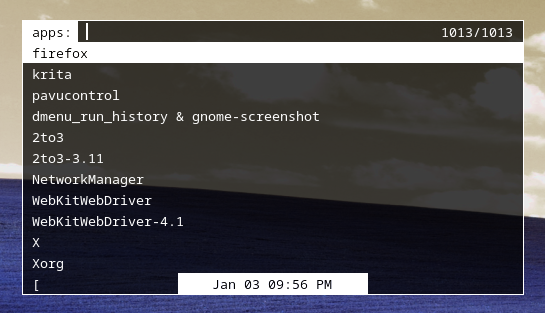 apps: 1013/1013
firefox
krita
pavucontrol
dmenu_run_history & gnome-screenshot
2to3
2to3-3.11
NetworkManager
WebKitWebDriver
WebKitWebDriver-4.1
X
Xorg
[
Jan 03 09:56 PM